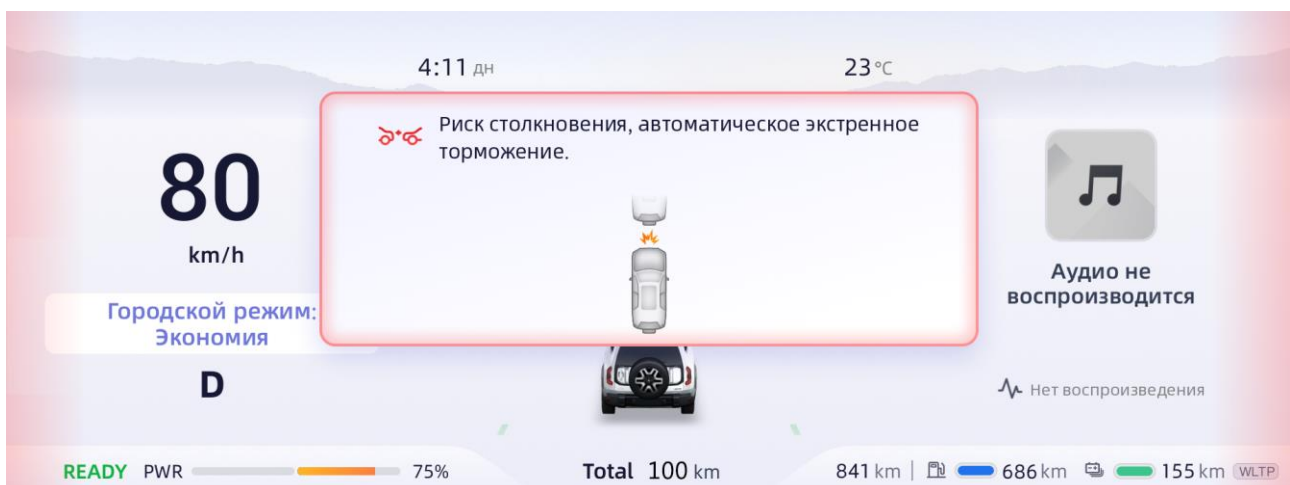 4:11 дн
23 °C
Риск столкновения, автоматическое экстренное
торможение.
80
km/h
Городской режим:
Экономия
D
Аудио не
воспроизводится
Нет воспроизведения
READY PWR 75%
Total 100 km
841 km | 686 km 155 km WLTP